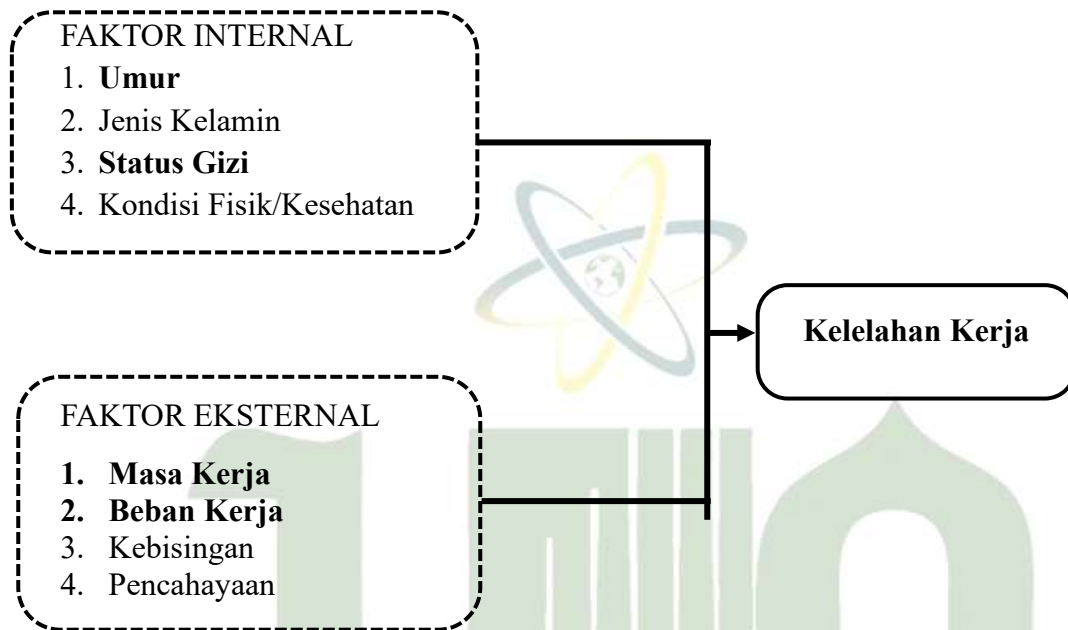 FAKTOR INTERNAL
1. Umur
2. Jenis Kelamin
3. Status Gizi
4. Kondisi Fisik/Kesehatan
Kelelahan Kerja
FAKTOR EKSTERNAL
1. Masa Kerja
2. Beban Kerja
3. Kebisingan
4. Pencahayaan